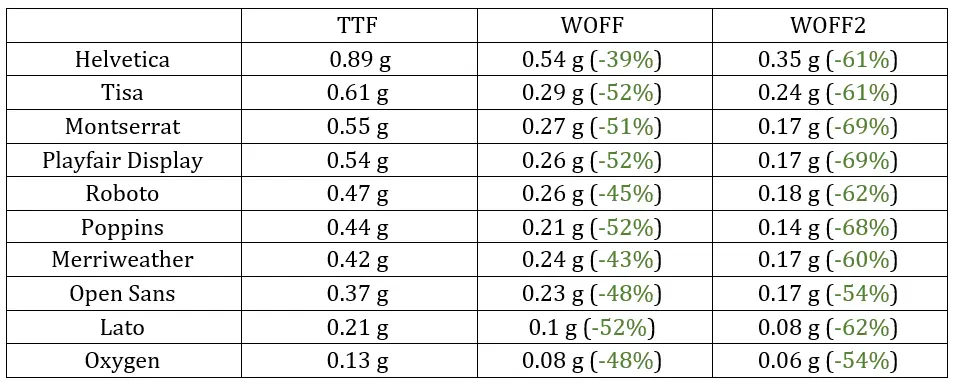 TTF WOFF WOFF2
Helvetica 0.89 g 0.54 g (-39%) 0.35 g (-61%)
Tisa 0.61 g 0.29 g (-52%) 0.24 g (-61%)
Montserrat 0.55 g 0.27 g (-51%) 0.17 g (-69%)
Playfair Display 0.54 g 0.26 g (-52%) 0.17 g (-69%)
Roboto 0.47 g 0.26 g (-45%) 0.18 g (-62%)
Poppins 0.44 g 0.21 g (-52%) 0.14 g (-68%)
Merriweather 0.42 g 0.24 g (-43%) 0.17 g (-60%)
Open Sans 0.37 g 0.23 g (-48%) 0.17 g (-54%)
Lato 0.21 g 0.1 g (-52%) 0.08 g (-62%)
Oxygen 0.13 g 0.08 g (-48%) 0.06 g (-54%)